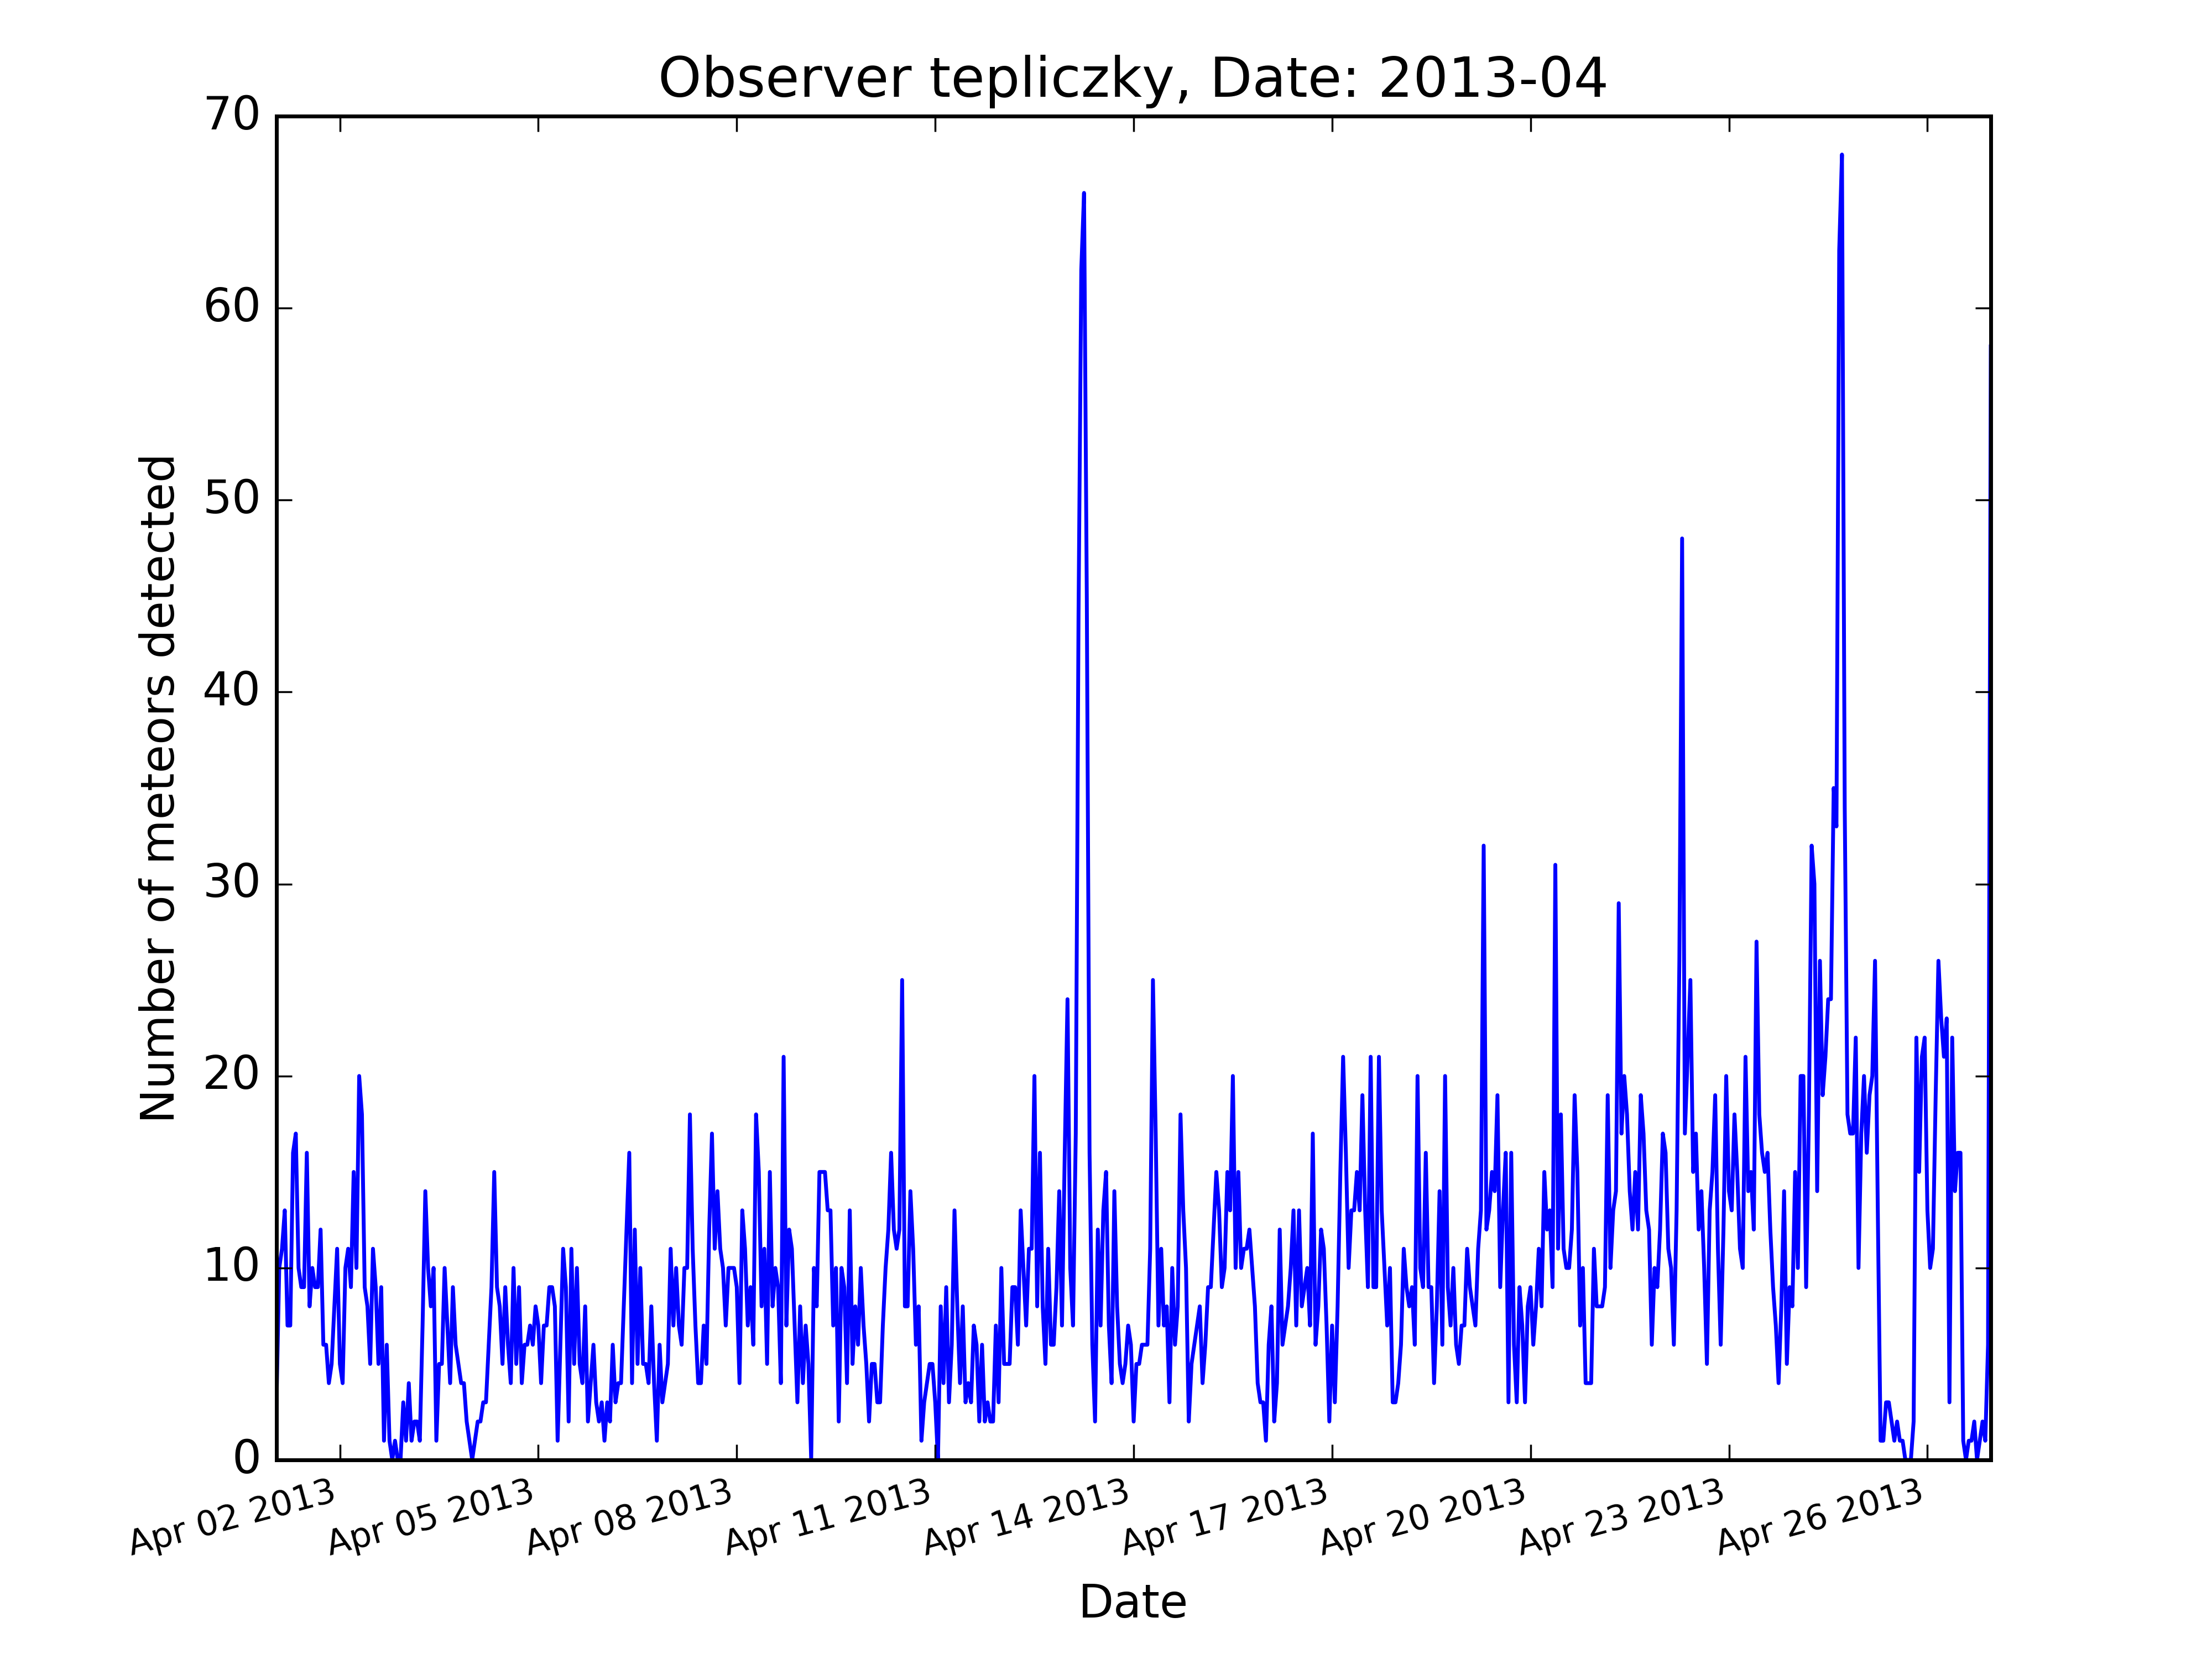 Observer tepliczky, Date: 2013-04
70
60
50
40
30
20
10
0
Number of meteors detected
Apr 02 2013
Apr 05 2013
Apr 08 2013
Apr 11 2013
Apr 14 2013
Apr 17 2013
Apr 20 2013
Apr 23 2013
Apr 26 2013
Date